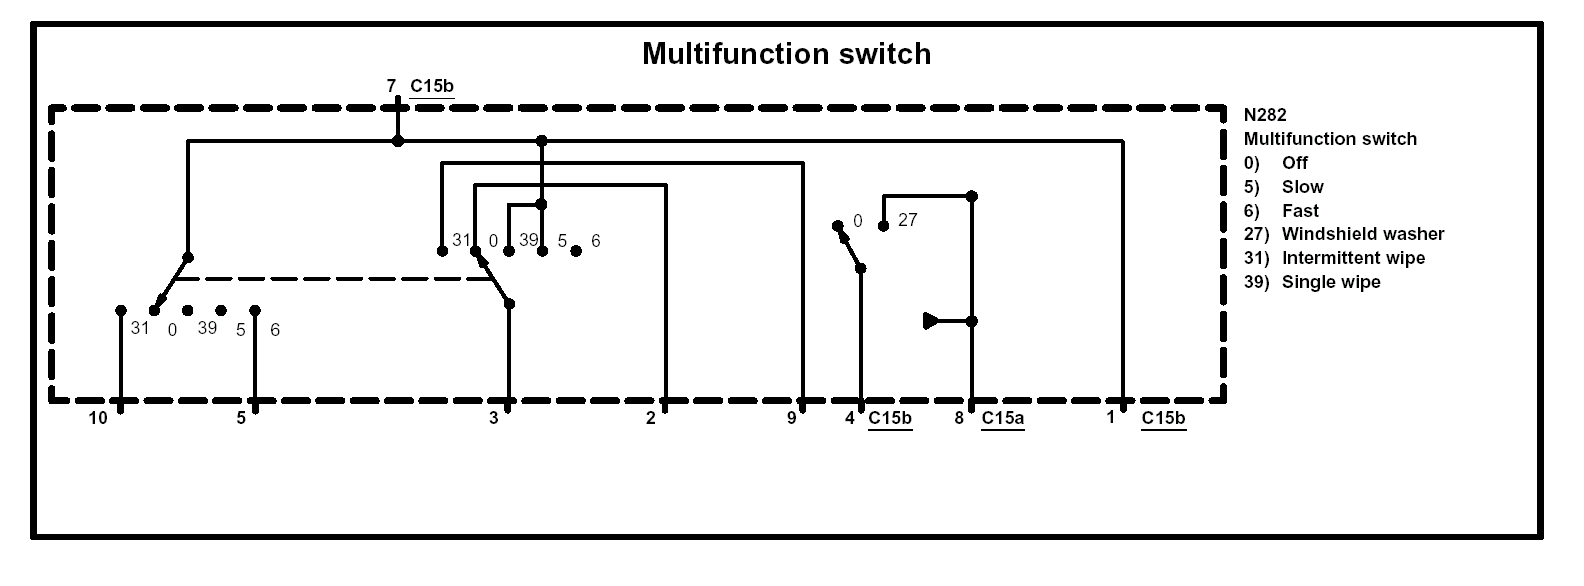 Multifunction switch
7 C15b
N282
Multifunction switch
0) Off
5) Slow
6) Fast
27) Windshield washer
31) Intermittent wipe
39) Single wipe
31 0 39 5 6
0 27
31 0 39 5 6
10 5 3 2 9 4 C15b 8 C15a 1 C15b